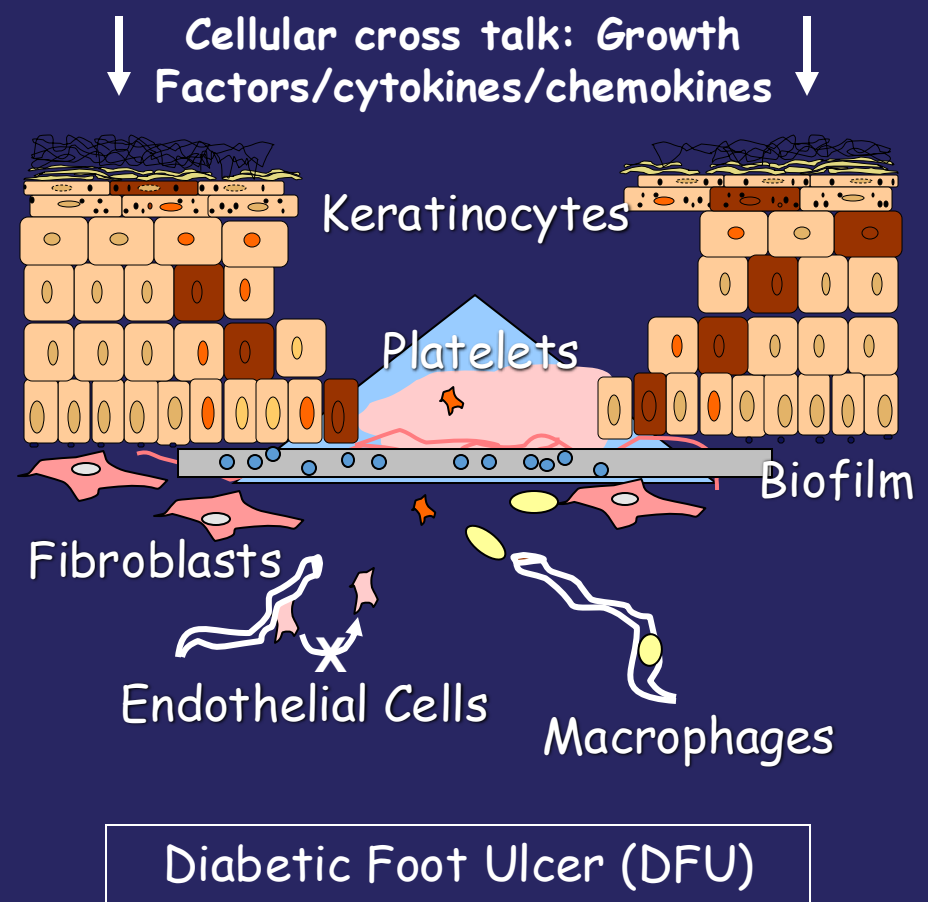 Cellular cross talk: Growth
Factors/cytokines/chemokines
Keratinocytes
Platelets
Biofilm
Fibroblasts
X
Endothelial Cells
Macrophages
Diabetic Foot Ulcer (DFU)